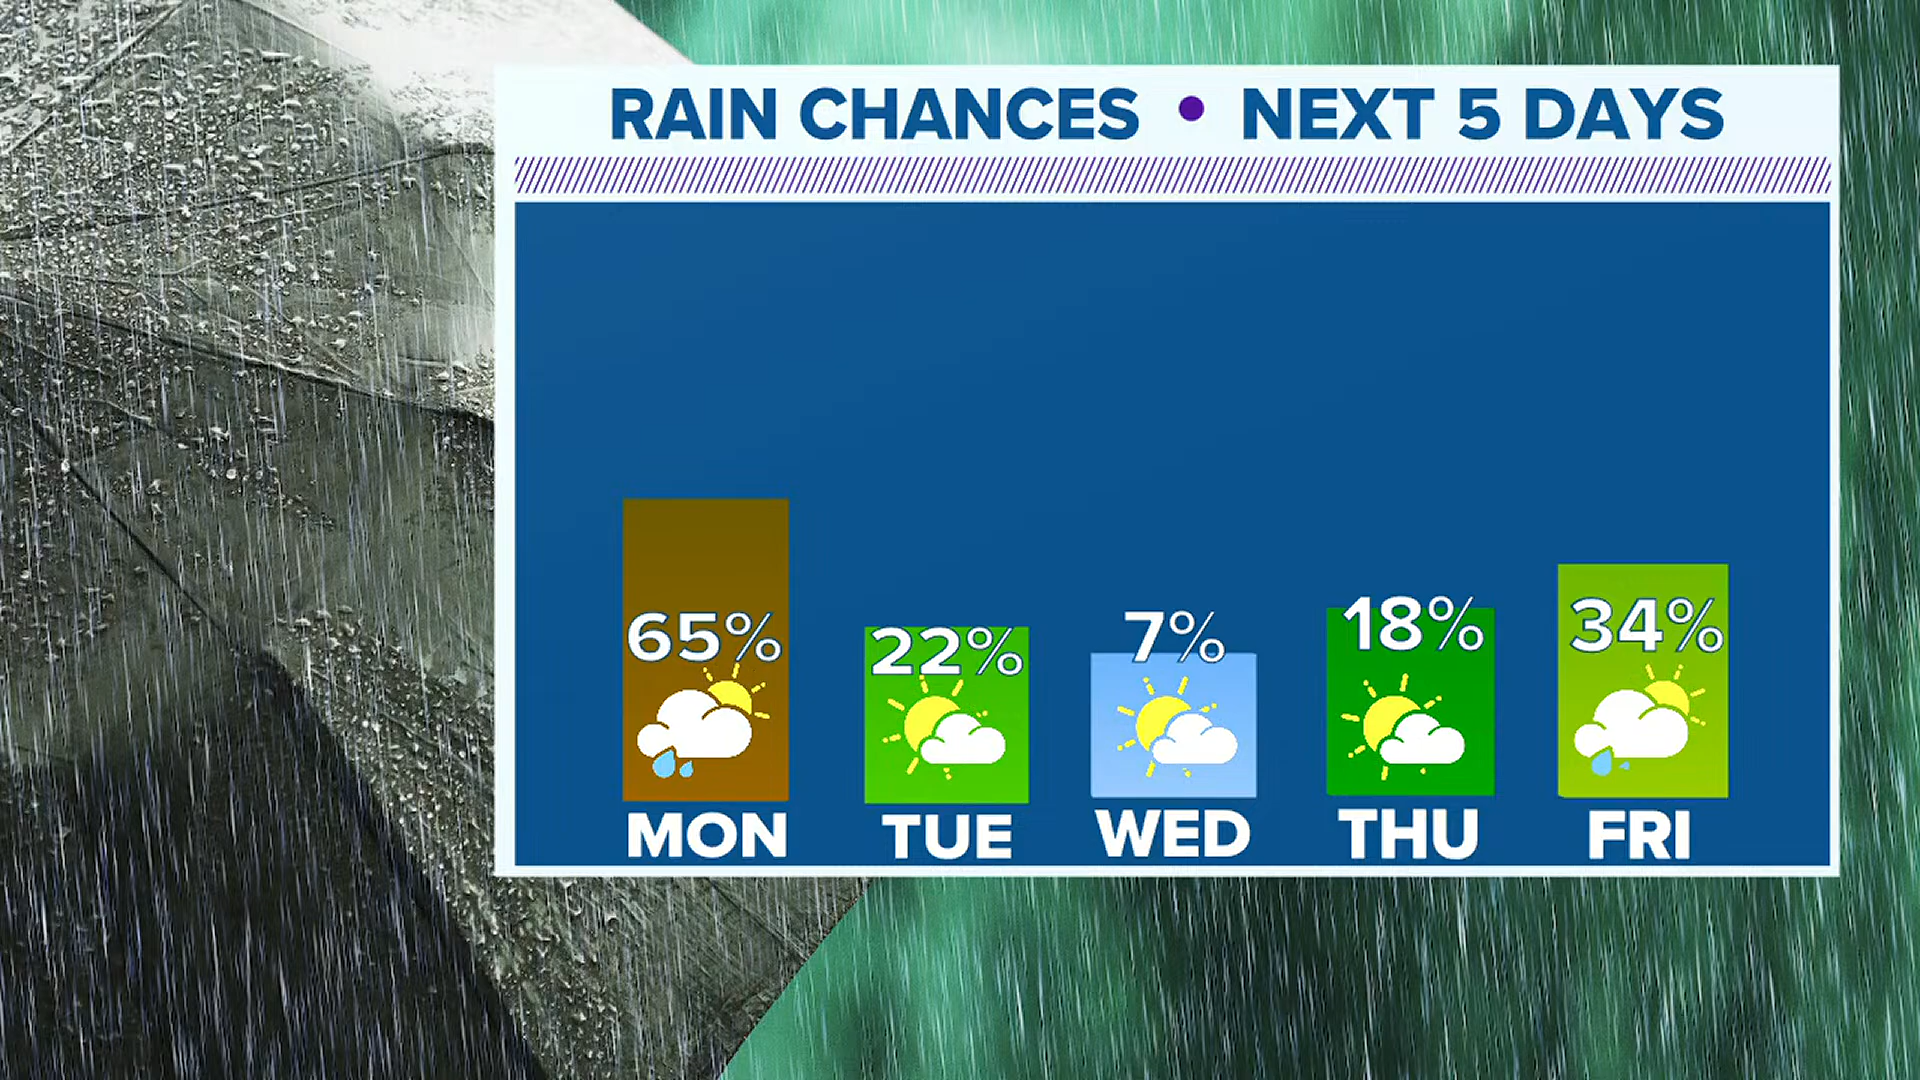 RAIN CHANCES • NEXT 5 DAYS
65% 22% 7% 18% 34%
MON TUE WED THU FRI